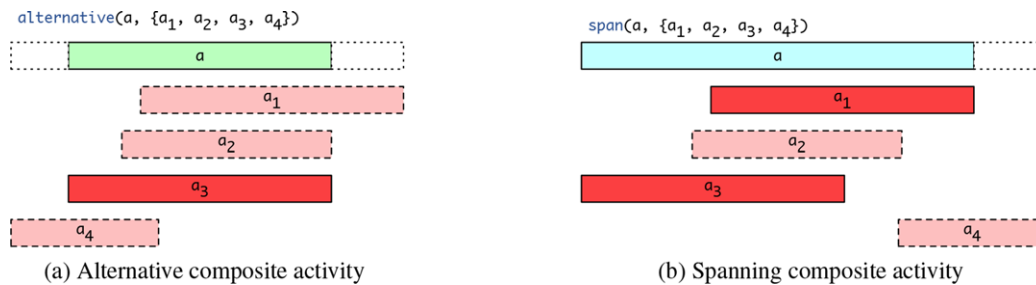 alternative(a, {a₁, a₂, a₃, a₄})
a
a₁
a₂
a₃
a₄
(a) Alternative composite activity
span(a, {a₁, a₂, a₃, a₄})
a
a₁
a₂
a₃
a₄
(b) Spanning composite activity